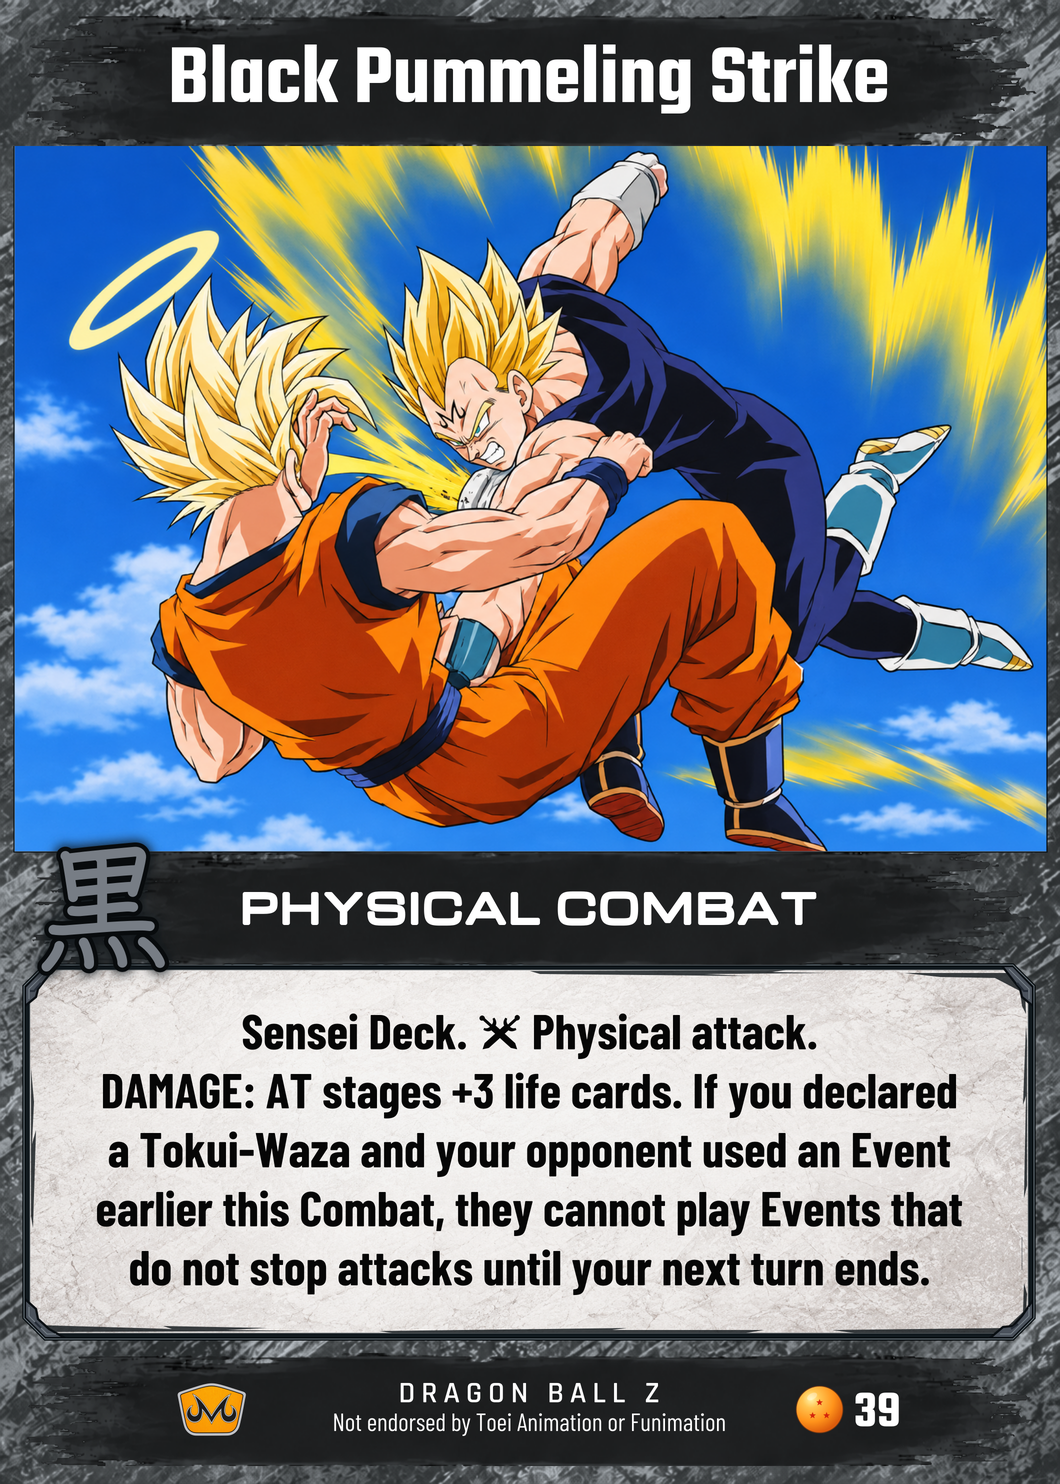 Black Pummeling Strike
黒
PHYSICAL COMBAT
Sensei Deck. Physical attack.
DAMAGE: AT stages +3 life cards. If you declared
a Tokui-Waza and your opponent used an Event
earlier this Combat, they cannot play Events that
do not stop attacks until your next turn ends.
DRAGON BALL Z
Not endorsed by Toei Animation or Funimation
39